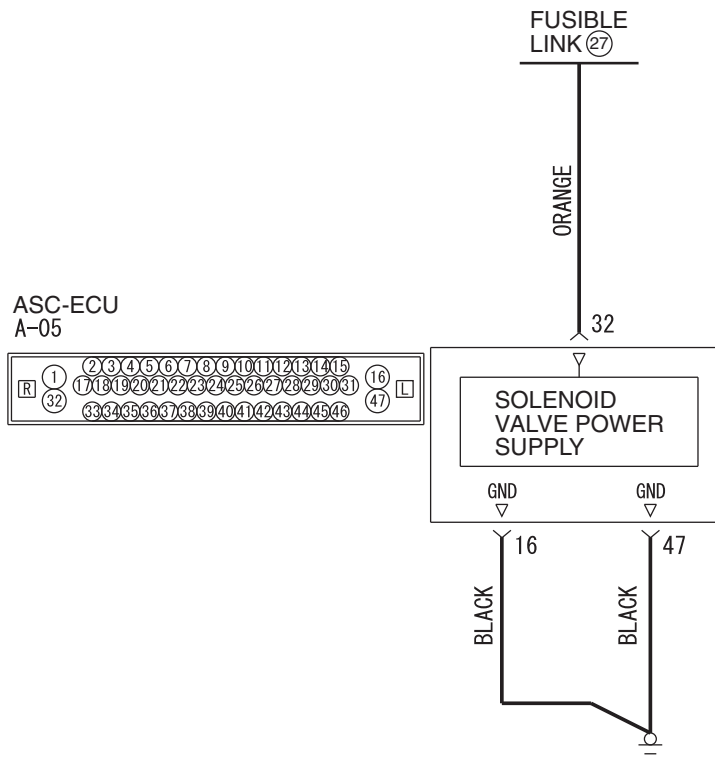 FUSIBLE
LINK 27
ORANGE
32
ASC-ECU
A-05
R
1
32
2 3 4 5 6 7 8 9 10 11 12 13 14 15
17 18 19 20 21 22 23 24 25 26 27 28 29 30 31
33 34 35 36 37 38 39 40 41 42 43 44 45 46
16
47
L
SOLENOID
VALVE POWER
SUPPLY
GND
GND
16
47
BLACK
BLACK